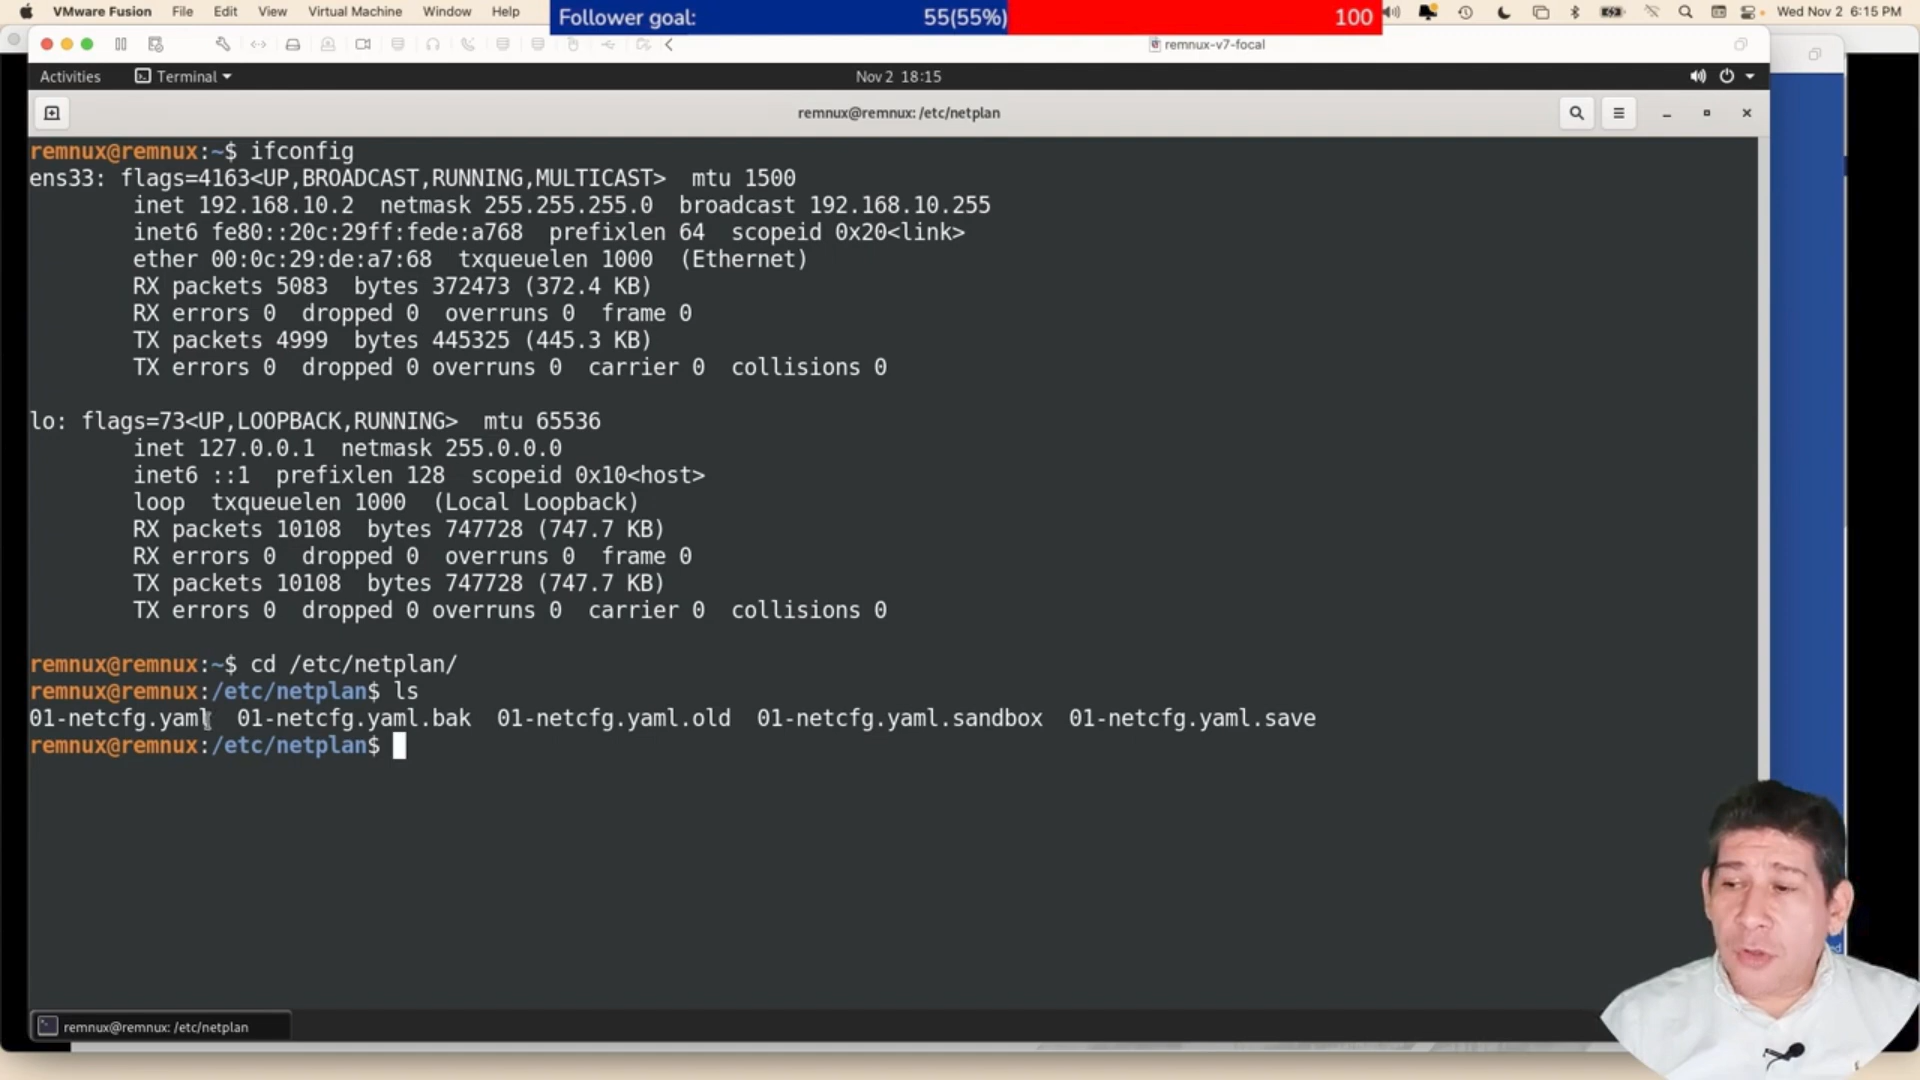 VMware Fusion File Edit View Virtual Machine Window Help
Follower goal: 55(55%) 100
Wed Nov 2 6:15 PM
remnux-v7-focal
Activities Terminal Nov 2 18:15
remnux@remnux: /etc/netplan
remnux@remnux:~$ ifconfig
ens33: flags=4163<UP,BROADCAST,RUNNING,MULTICAST> mtu 1500
inet 192.168.10.2 netmask 255.255.255.0 broadcast 192.168.10.255
inet6 fe80::20c:29ff:fede:a768 prefixlen 64 scopeid 0x20<link>
ether 00:0c:29:de:a7:68 txqueuelen 1000 (Ethernet)
RX packets 5083 bytes 372473 (372.4 KB)
RX errors 0 dropped 0 overruns 0 frame 0
TX packets 4999 bytes 445325 (445.3 KB)
TX errors 0 dropped 0 overruns 0 carrier 0 collisions 0
lo: flags=73<UP,LOOPBACK,RUNNING> mtu 65536
inet 127.0.0.1 netmask 255.0.0.0
inet6 ::1 prefixlen 128 scopeid 0x10<host>
loop txqueuelen 1000 (Local Loopback)
RX packets 10108 bytes 747728 (747.7 KB)
RX errors 0 dropped 0 overruns 0 frame 0
TX packets 10108 bytes 747728 (747.7 KB)
TX errors 0 dropped 0 overruns 0 carrier 0 collisions 0
remnux@remnux:~$ cd /etc/netplan/
remnux@remnux:/etc/netplan$ ls
01-netcfg.yaml 01-netcfg.yaml.bak 01-netcfg.yaml.old 01-netcfg.yaml.sandbox 01-netcfg.yaml.save
remnux@remnux:/etc/netplan$
remnux@remnux: /etc/netplan